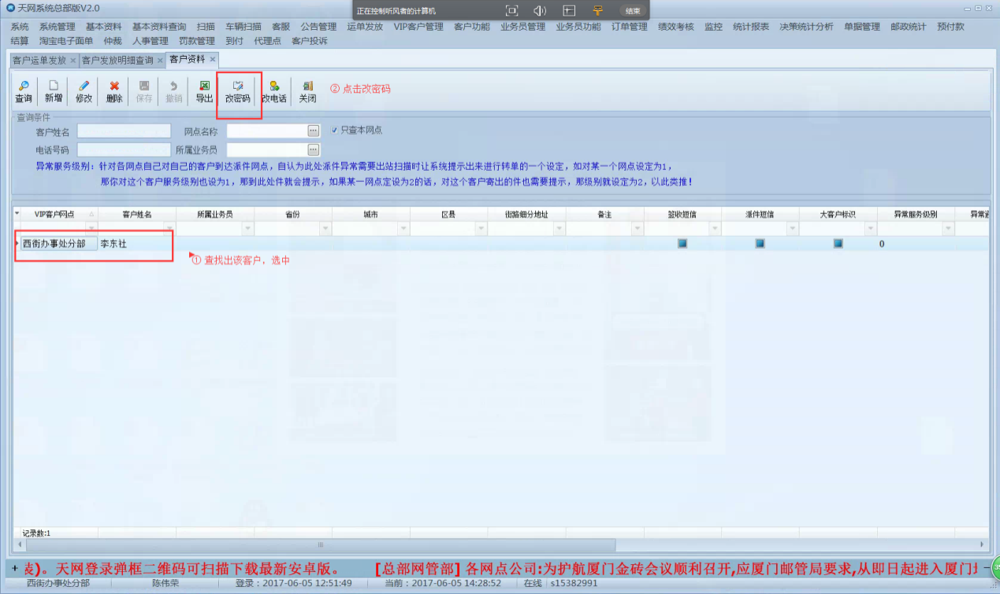 天网系统总部版V2.0
正在控制听风者的计算机
结束
系统 系统管理 基本资料 基本资料查询 扫描 车辆扫描 客服 公告管理 运单发放 VIP客户管理 客户功能 业务员管理 业务员功能 订单管理 绩效考核 监控 统计报表 决策统计分析 单据管理 邮政统计 预付款
结算 淘宝电子面单 仲裁 人事管理 罚款管理 到付 代理点 客户投诉
客户运单发放 客户发放明细查询 客户资料
查询 新增 修改 删除 保存 撤销 导出 改密码 改电话 关闭
② 点击改密码
查询条件
客户姓名 网点名称 只查本网点
电话号码 所属业务员
异常服务级别：针对各网点自己对自己的客户到达派件网点，自认为此处派件异常需要出站扫描时让系统提示出来进行转单的一个设定，如对某一个网点设定为1，
那你对这个客户服务级别也设为1，那到此处件就会提示，如果某一网点定设为2的话，对这个客户寄出的件也需要提示，那级别就设定为2，以此类推！
VIP客户网点 客户姓名 所属业务员 省份 城市 区县 街路细分地址 备注 签收短信 派件短信 大客户标识 异常服务级别 异常
西街办事处分部 李东社 0
① 查找出该客户，选中
记录数:1
)。天网登录弹框二维码可扫描下载最新安卓版。 [总部网管部] 各网点公司:为护航厦门金砖会议顺利召开,应厦门邮管局要求,从即日起进入厦门
西街办事处分部 陈伟荣 登录：2017-06-05 12:51:49 当前：2017-06-05 14:28:52 在线 s15382991